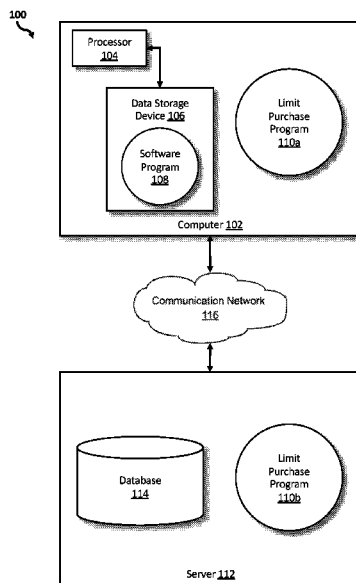 100
Processor
104
Data Storage
Device 106
Software
Program
108
Limit
Purchase
Program
110a
Computer 102
Communication Network
116
Database
114
Limit
Purchase
Program
110b
Server 112